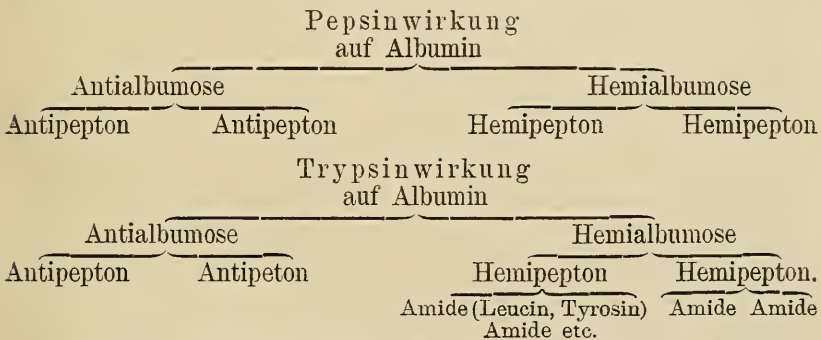 Pepsinwirkung
auf Albumin
Antialbumose Hemialbumose
Antipepton Antipepton Hemipepton Hemipepton
Trypsinwirkung
auf Albumin
Antialbumose Hemialbumose
Antipepton Antipeton Hemipepton Hemipepton.
Amide (Leucin, Tyrosin) Amide Amide
Amide etc.